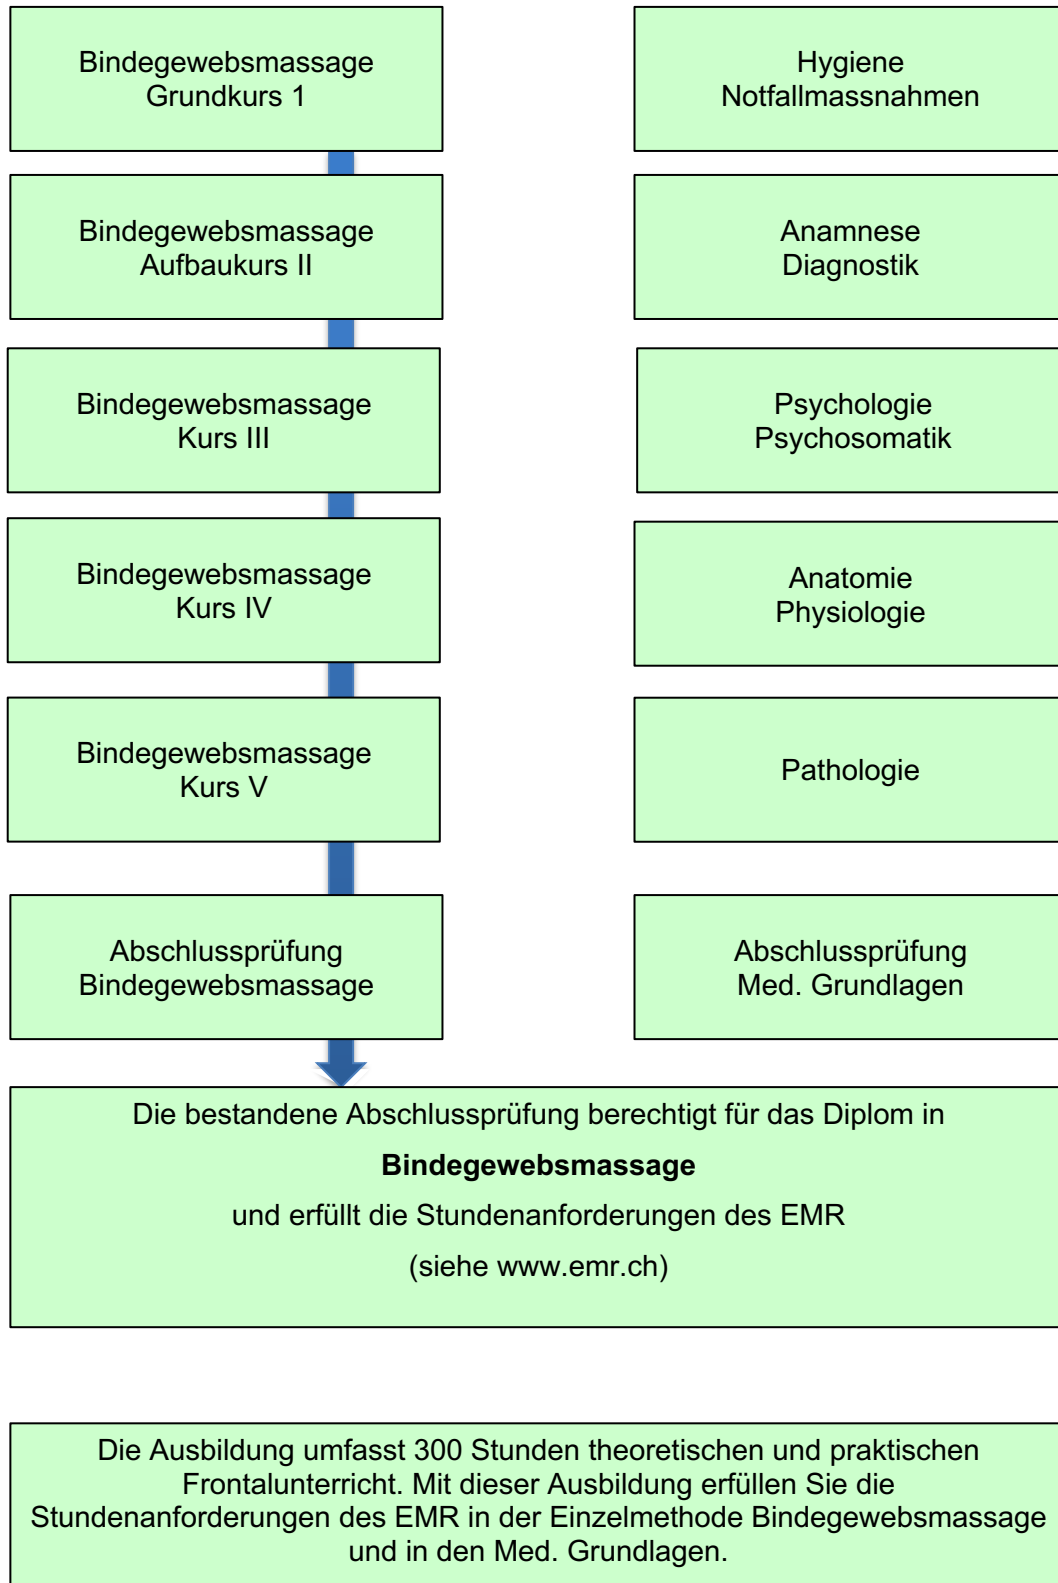 Bindegewebsmassage
Grundkurs 1
Hygiene
Notfallmassnahmen
Bindegewebsmassage
Aufbaukurs II
Anamnese
Diagnostik
Bindegewebsmassage
Kurs III
Psychologie
Psychosomatik
Bindegewebsmassage
Kurs IV
Anatomie
Physiologie
Bindegewebsmassage
Kurs V
Pathologie
Abschlussprüfung
Bindegewebsmassage
Abschlussprüfung
Med. Grundlagen
Die bestandene Abschlussprüfung berechtigt für das Diplom in
Bindegewebsmassage
und erfüllt die Stundenanforderungen des EMR
(siehe www.emr.ch)
Die Ausbildung umfasst 300 Stunden theoretischen und praktischen
Frontalunterricht. Mit dieser Ausbildung erfüllen Sie die
Stundenanforderungen des EMR in der Einzelmethode Bindegewebsmassage
und in den Med. Grundlagen.